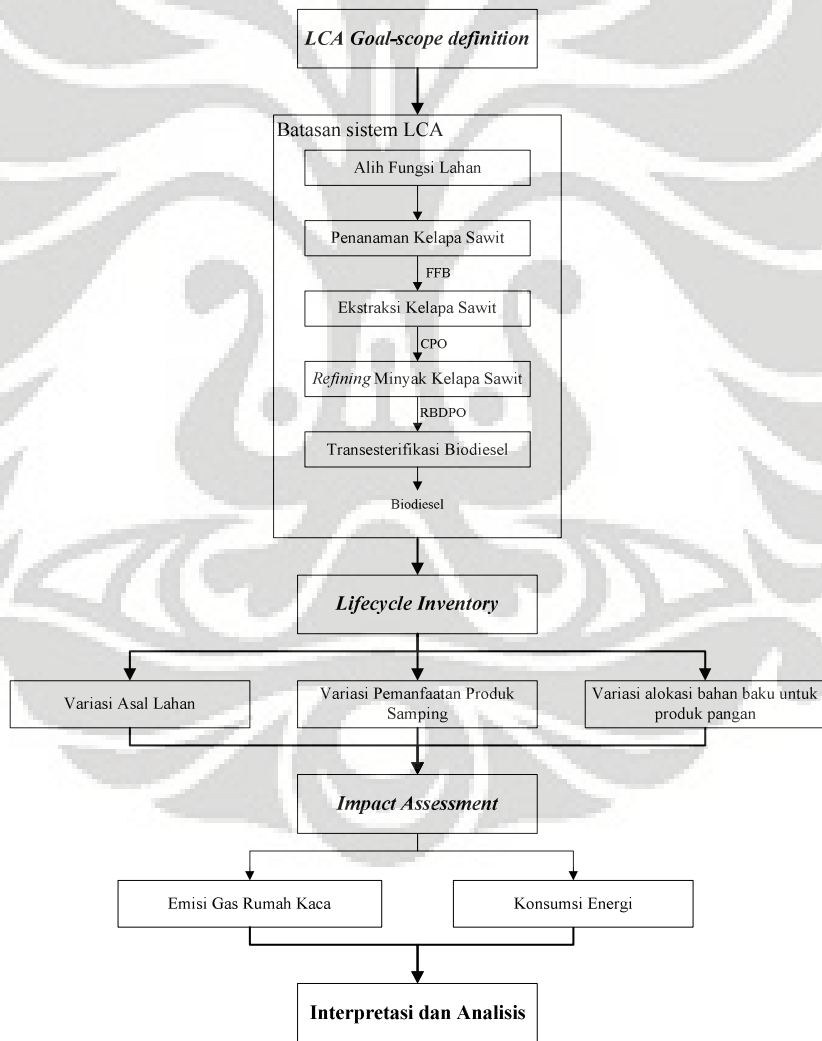 LCA Goal-scope definition
Batasan sistem LCA
Alih Fungsi Lahan
Penanaman Kelapa Sawit
FFB
Ekstraksi Kelapa Sawit
CPO
Refining Minyak Kelapa Sawit
RBDPO
Transesterifikasi Biodiesel
Biodiesel
Lifecycle Inventory
Variasi Asal Lahan
Variasi Pemanfaatan Produk
Samping
Variasi alokasi bahan baku untuk
produk pangan
Impact Assessment
Emisi Gas Rumah Kaca
Konsumsi Energi
Interpretasi dan Analisis